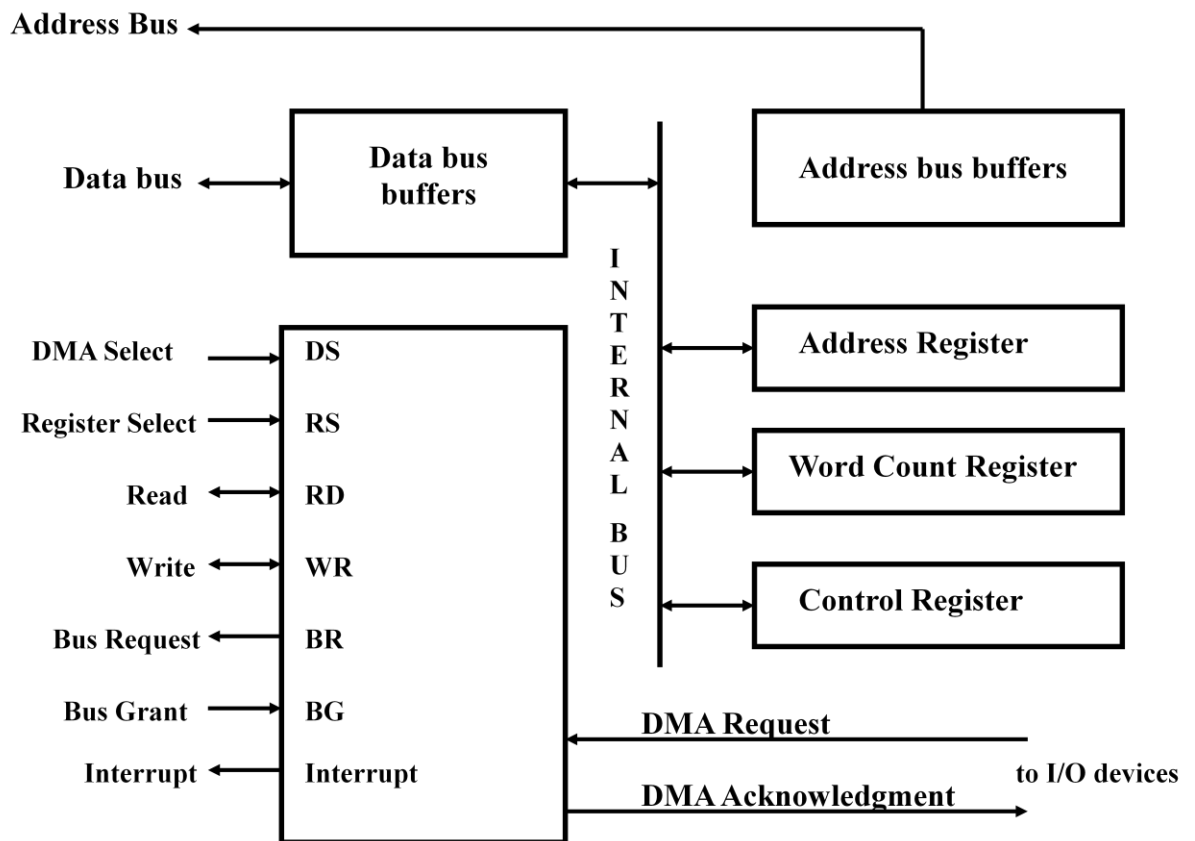 Address Bus
Data bus
Data bus
buffers
Address bus buffers
INTERNAL BUS
Address Register
Word Count Register
Control Register
DMA Select DS
Register Select RS
Read RD
Write WR
Bus Request BR
Bus Grant BG
Interrupt Interrupt
DMA Request
to I/O devices
DMA Acknowledgment